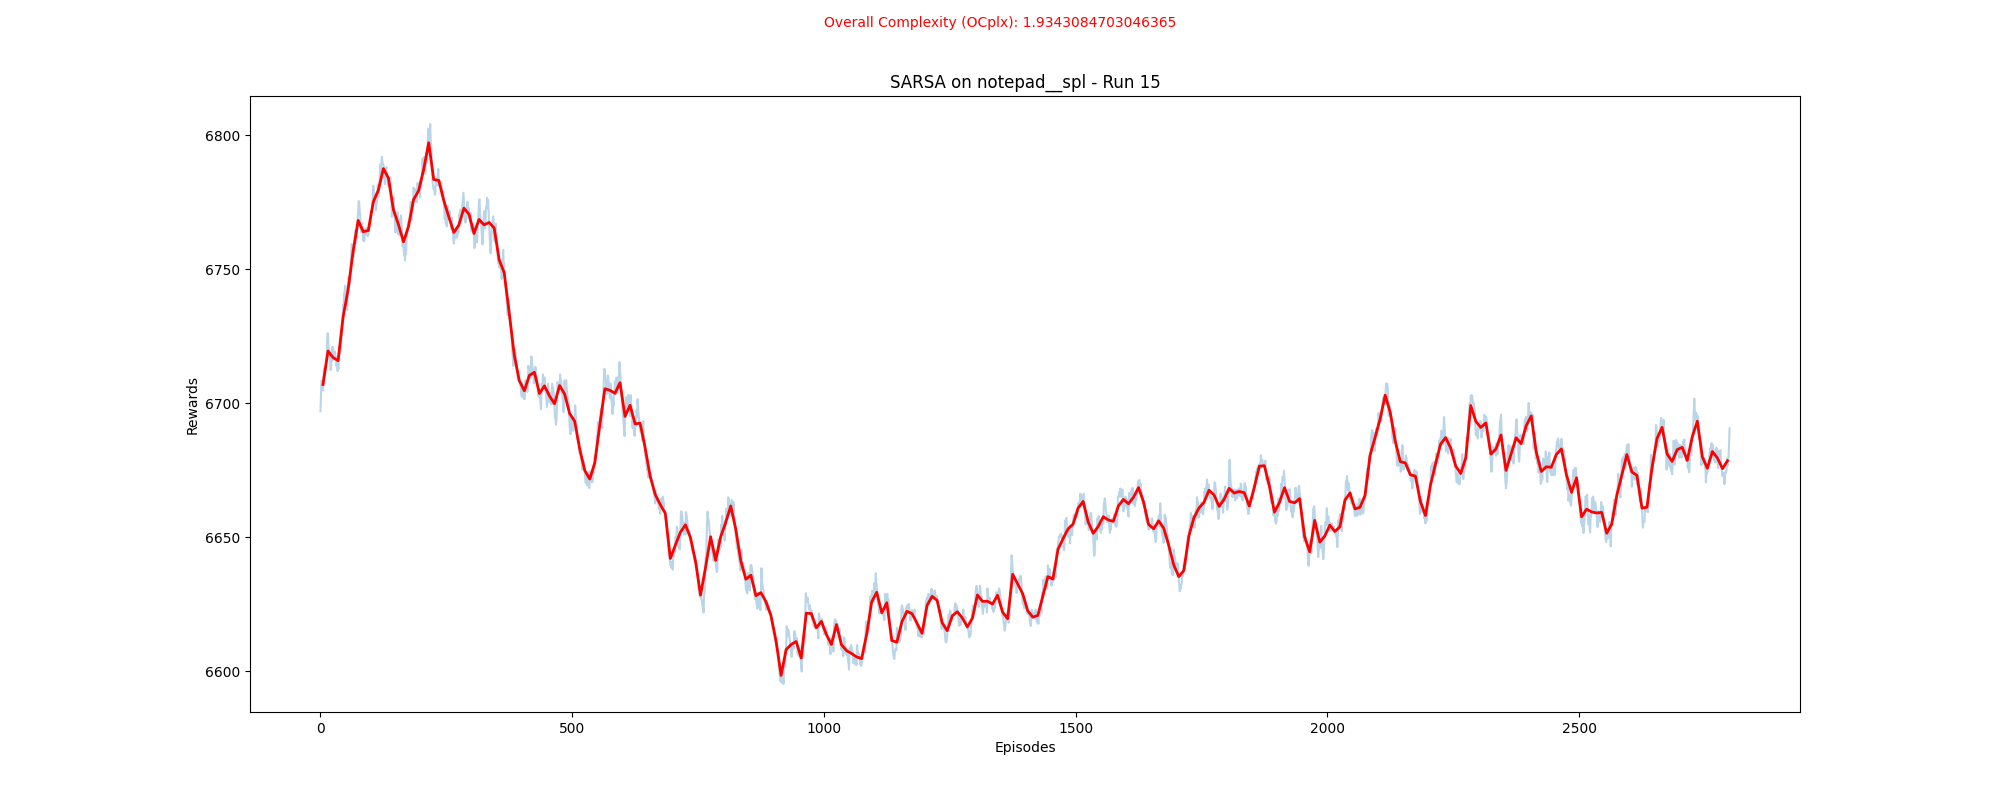 Overall Complexity (OCplx): 1.9343084703046365
SARSA on notepad__spl - Run 15
6800
6750
6700
6650
6600
Rewards
0 500 1000 1500 2000 2500
Episodes